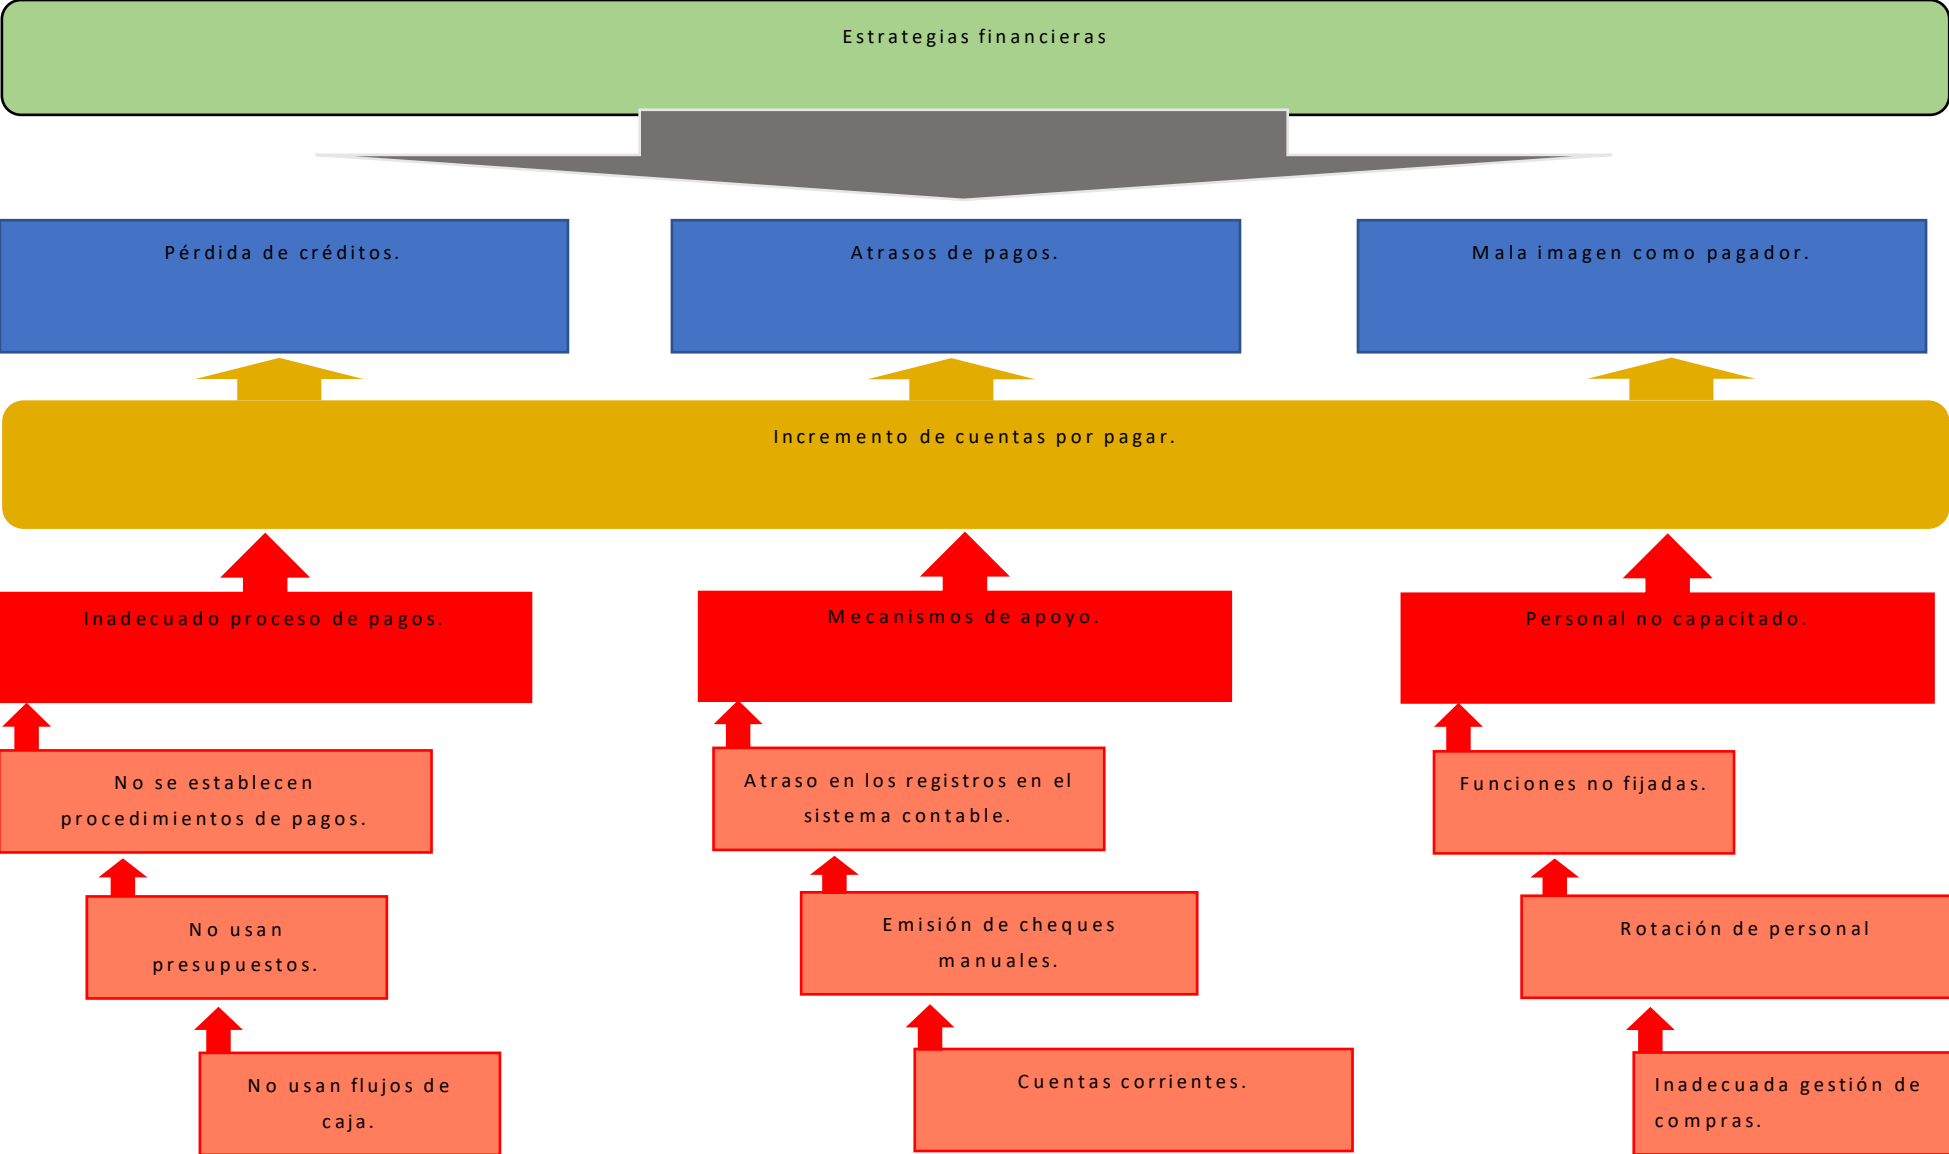 Estrategias financieras
Pérdida de créditos.
Atrasos de pagos.
Mala imagen como pagador.
Incremento de cuentas por pagar.
Inadecuado proceso de pagos.
Mecanismos de apoyo.
Personal no capacitado.
No se establecen
procedimientos de pagos.
Atraso en los registros en el
sistema contable.
Funciones no fijadas.
No usan
presupuestos.
Emisión de cheques
manuales.
Rotación de personal
No usan flujos de
caja.
Cuentas corrientes.
Inadecuada gestión de
compras.